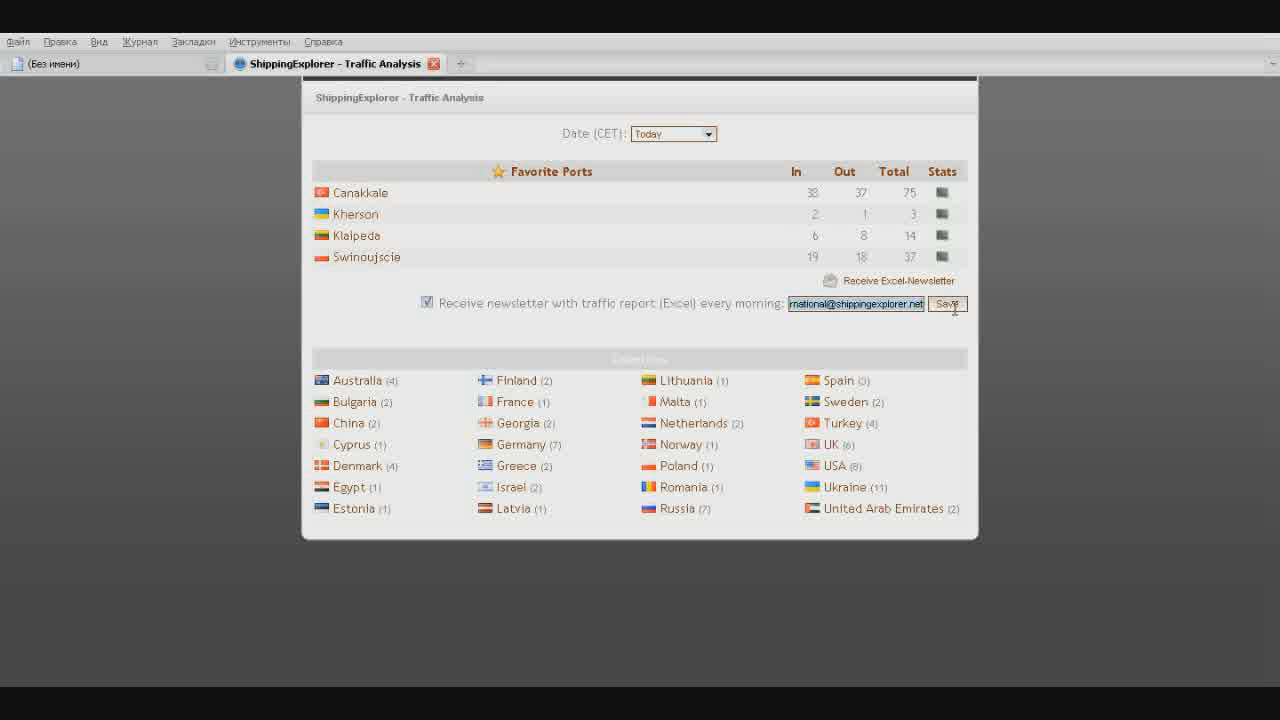 Файл Правка Вид Журнал Закладки Инструменты Справка
(Без имени) ShippingExplorer - Traffic Analysis
ShippingExplorer - Traffic Analysis
Date (CET): Today
Favorite Ports In Out Total Stats
Canakkale 38 37 75
Kherson 2 1 3
Klaipeda 6 8 14
Swinoujscie 19 18 37
Receive Excel-Newsletter
Receive newsletter with traffic report (Excel) every morning: rnational@shippingexplorer.net Save
Australia (4) Finland (2) Lithuania (1) Spain (3)
Bulgaria (2) France (1) Malta (1) Sweden (2)
China (2) Georgia (2) Netherlands (2) Turkey (4)
Cyprus (1) Germany (7) Norway (1) UK (6)
Denmark (4) Greece (2) Poland (1) USA (8)
Egypt (1) Israel (2) Romania (1) Ukraine (11)
Estonia (1) Latvia (1) Russia (7) United Arab Emirates (2)